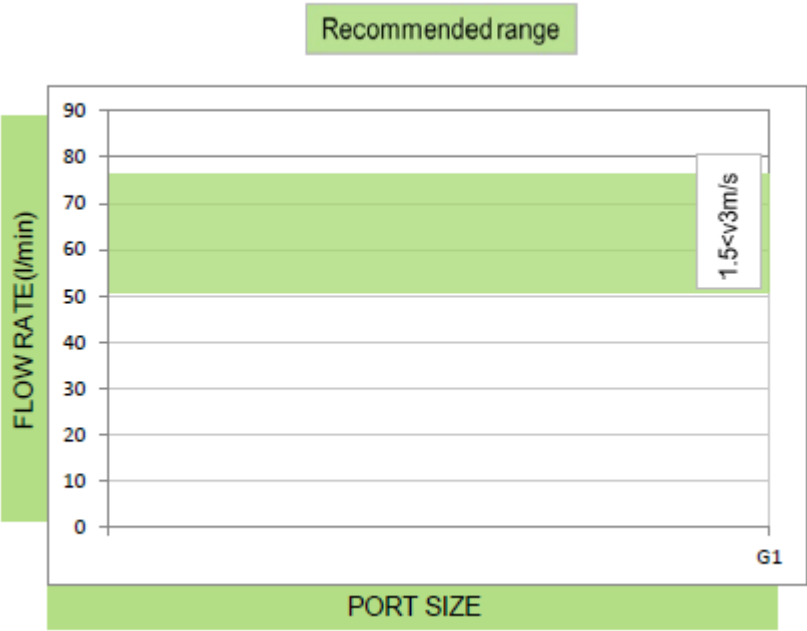 Recommended range
FLOW RATE(l/min)
90
80
70
60
50
40
30
20
10
0
1.5<v3m/s
G1
PORT SIZE